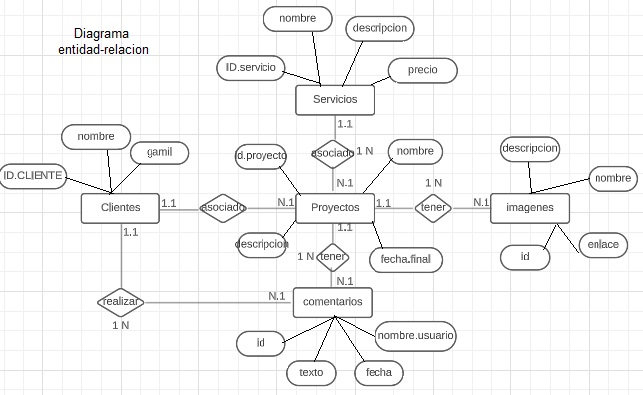 Diagrama
entidad-relacion
nombre
descripcion
ID.servicio
precio
Servicios
1.1
asociado
1 N
N.1
nombre
gamil
ID.CLIENTE
Clientes
1.1
asociado
N.1
id.proyecto
nombre
Proyectos
descripcion
fecha.final
1.1
1 N
tener
N.1
descripcion
nombre
imagenes
id
enlace
1.1
1 N
tener
N.1
1.1
realizar
1 N
N.1
comentarios
id
nombre.usuario
texto
fecha